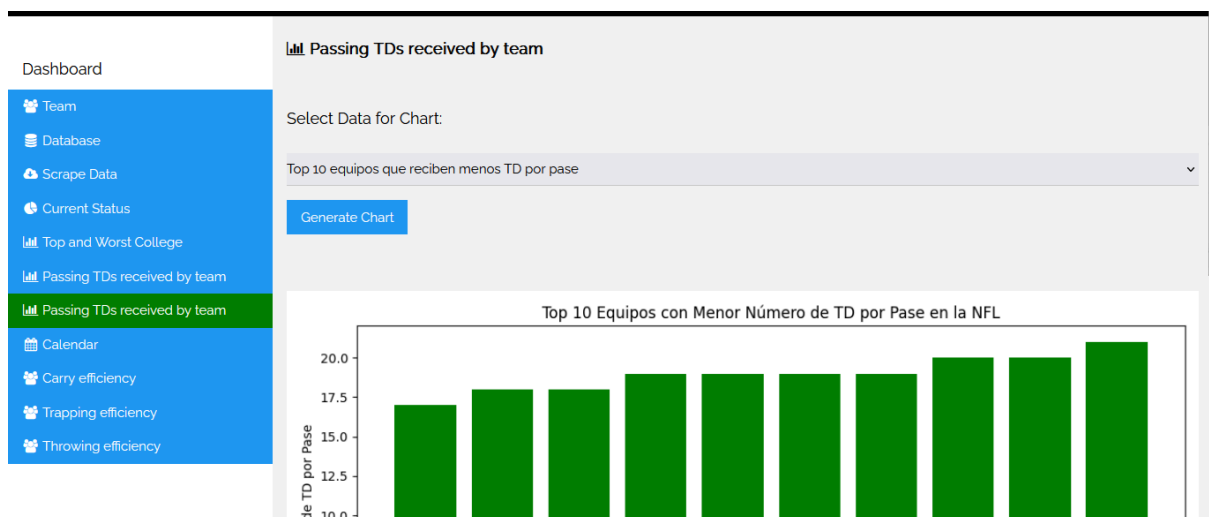 Dashboard
Team
Database
Scrape Data
Current Status
Top and Worst College
Passing TDs received by team
Passing TDs received by team
Calendar
Carry efficiency
Trapping efficiency
Throwing efficiency
Passing TDs received by team
Select Data for Chart:
Top 10 equipos que reciben menos TD por pase
Generate Chart
Top 10 Equipos con Menor Número de TD por Pase en la NFL
20.0
17.5
15.0
12.5
10.0
de TD por Pase